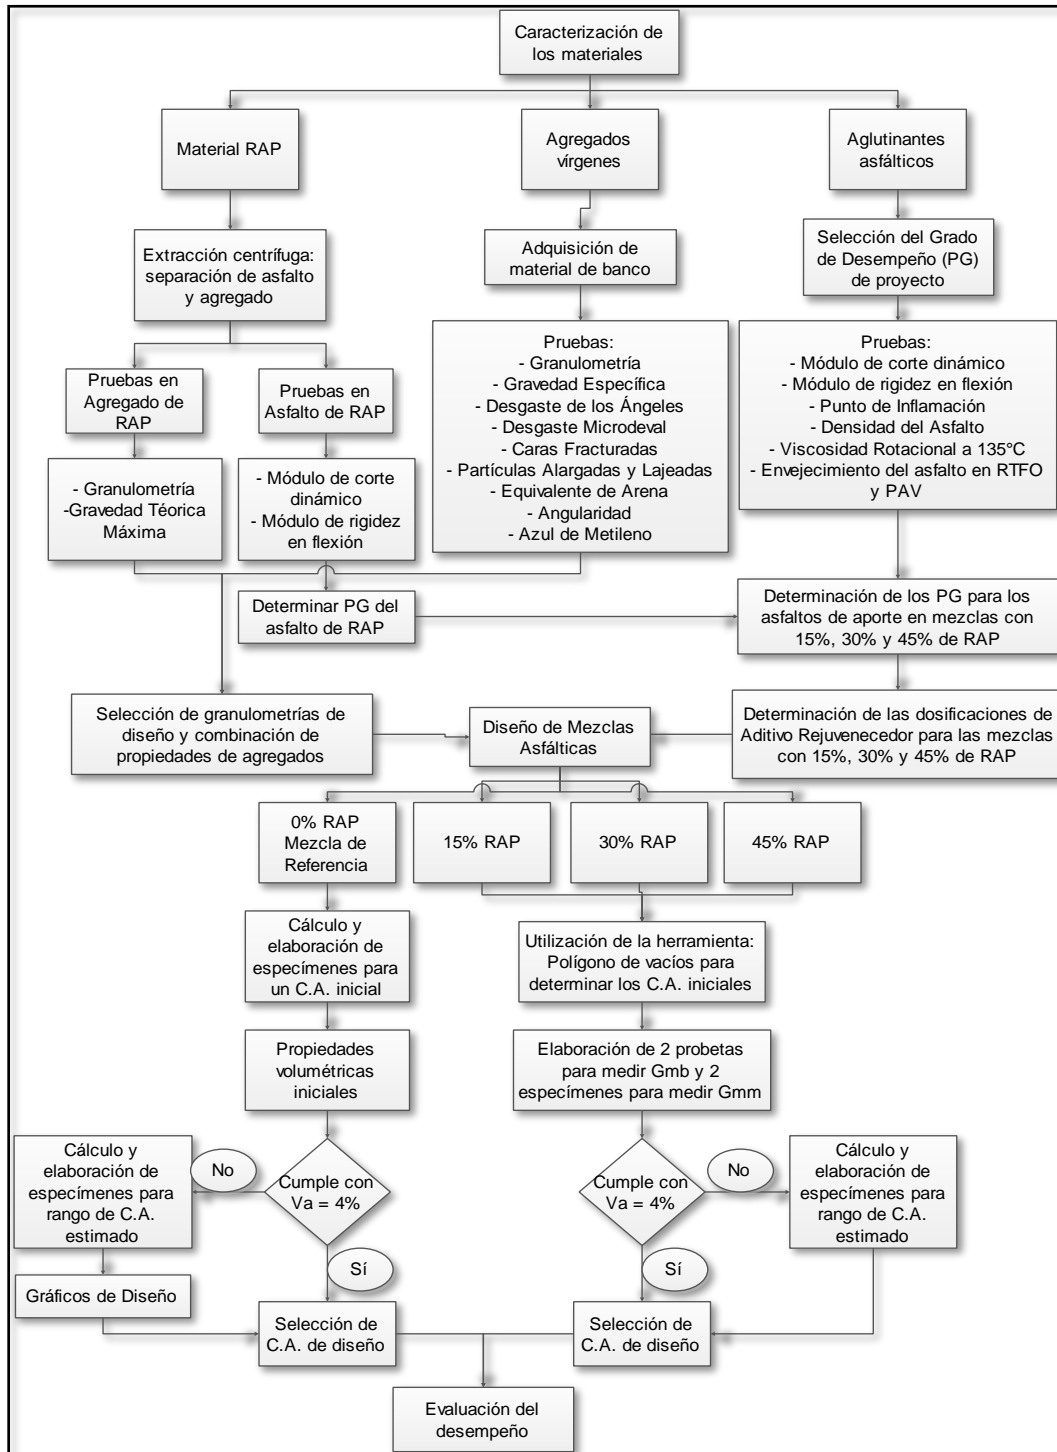 Caracterización de
los materiales
Material RAP
Agregados
vírgenes
Aglutinantes
asfálticos
Extracción centrífuga:
separación de asfalto
y agregado
Adquisición de
material de banco
Selección del Grado
de Desempeño (PG)
de proyecto
Pruebas en
Agregado de
RAP
Pruebas en
Asfalto de RAP
Pruebas:
- Granulometría
- Gravedad Específica
- Desgaste de los Ángeles
- Desgaste Microdeval
- Caras Fracturadas
- Partículas Alargadas y Lajeadas
- Equivalente de Arena
- Angularidad
- Azul de Metileno
Pruebas:
- Módulo de corte dinámico
- Módulo de rigidez en flexión
- Punto de Inflamación
- Densidad del Asfalto
- Viscosidad Rotacional a 135°C
- Envejecimiento del asfalto en RTFO
y PAV
- Granulometría
-Gravedad Téorica
Máxima
- Módulo de corte
dinámico
- Módulo de rigidez
en flexión
Determinar PG del
asfalto de RAP
Determinación de los PG para los
asfaltos de aporte en mezclas con
15%, 30% y 45% de RAP
Selección de granulometrías de
diseño y combinación de
propiedades de agregados
Diseño de Mezclas
Asfálticas
Determinación de las dosificaciones de
Aditivo Rejuvenecedor para las mezclas
con 15%, 30% y 45% de RAP
0% RAP
Mezcla de
Referencia
15% RAP
30% RAP
45% RAP
Cálculo y
elaboración de
especímenes para
un C.A. inicial
Utilización de la herramienta:
Polígono de vacíos para
determinar los C.A. iniciales
Propiedades
volumétricas
iniciales
Elaboración de 2 probetas
para medir Gmb y 2
especímenes para medir Gmm
Cálculo y
elaboración de
especímenes para
rango de C.A.
estimado
No
Cumple con
Va = 4%
Cumple con
Va = 4%
No
Cálculo y
elaboración de
especímenes para
rango de C.A.
estimado
Sí
Sí
Gráficos de Diseño
Selección de
C.A. de diseño
Selección de
C.A. de diseño
Evaluación del
desempeño